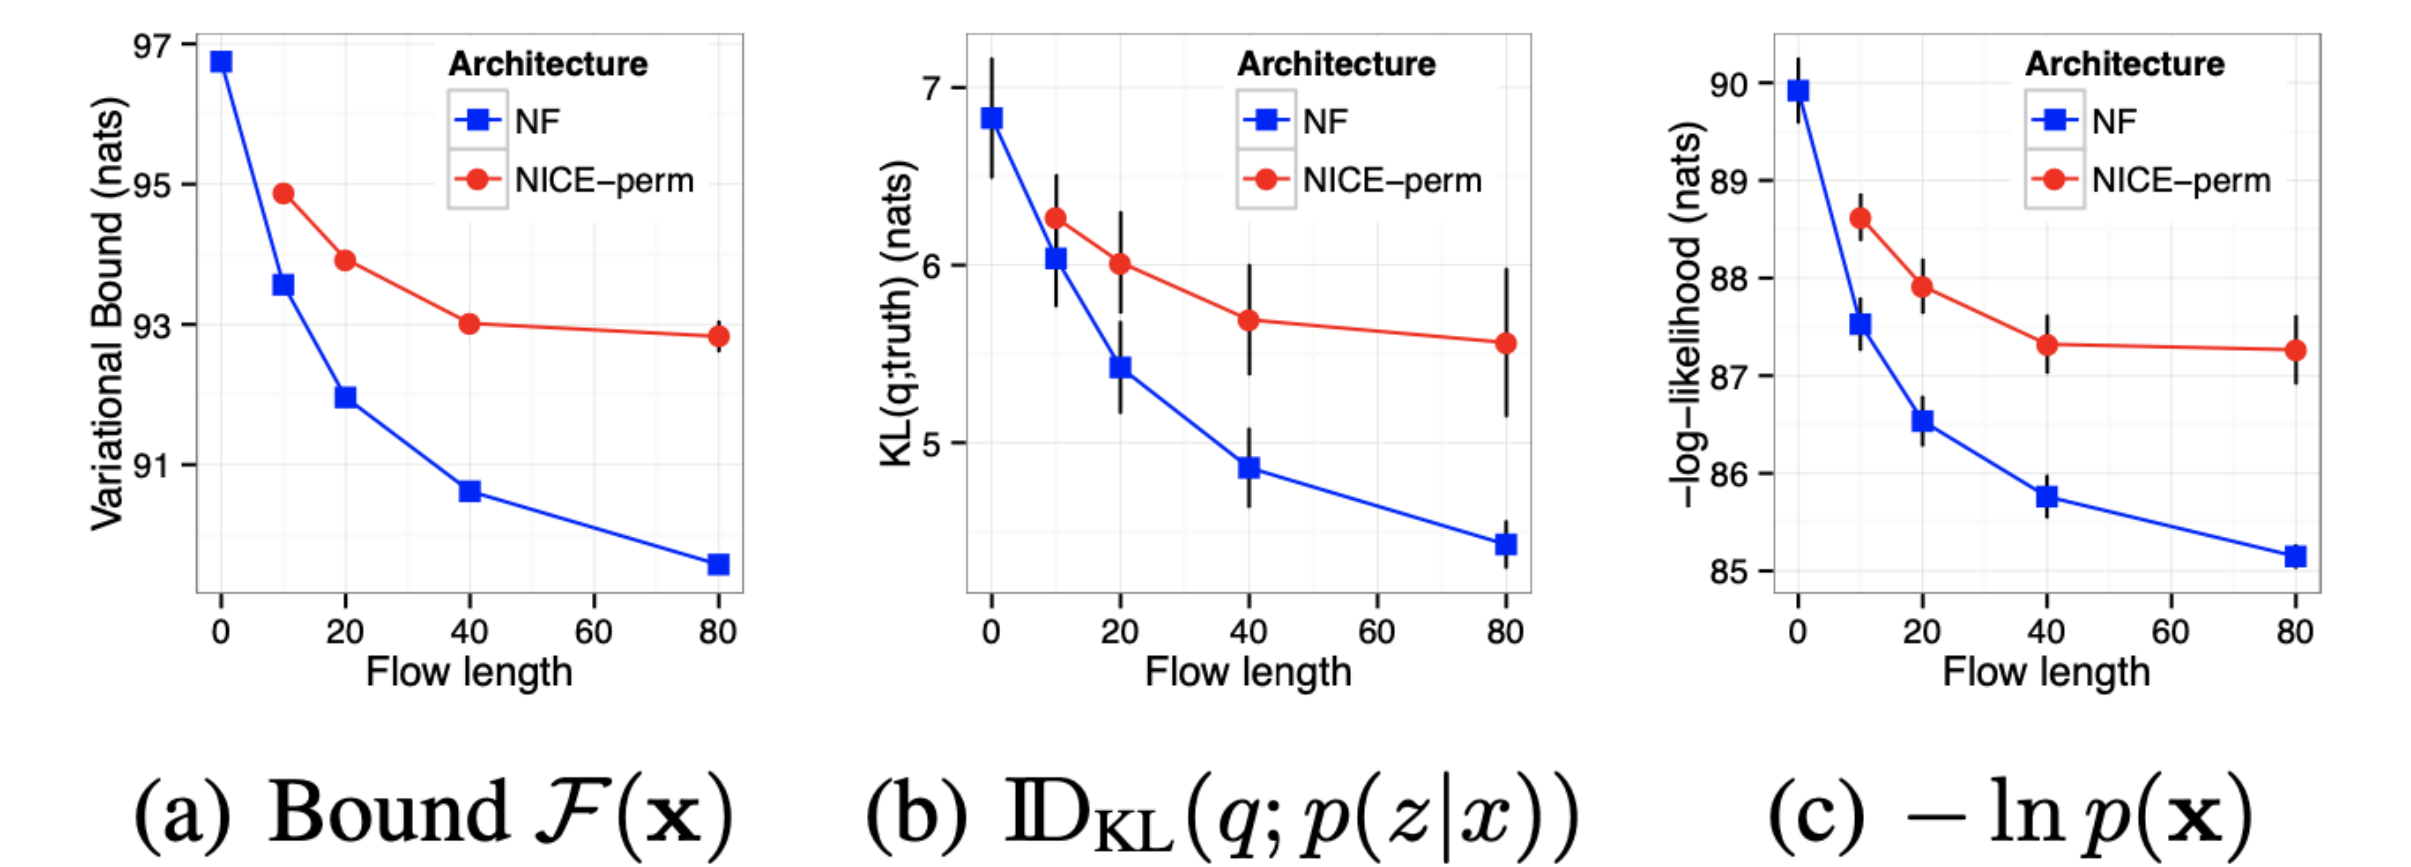 Variational Bound (nats)
97
95
93
91
Architecture
NF
NICE–perm
0 20 40 60 80
Flow length
(a) Bound ℱ(𝐱)
KL(q;truth) (nats)
7
6
5
Architecture
NF
NICE–perm
0 20 40 60 80
Flow length
(b) 𝔻_KL(q; p(z|x))
–log–likelihood (nats)
90
89
88
87
86
85
Architecture
NF
NICE–perm
0 20 40 60 80
Flow length
(c) − ln p(𝐱)